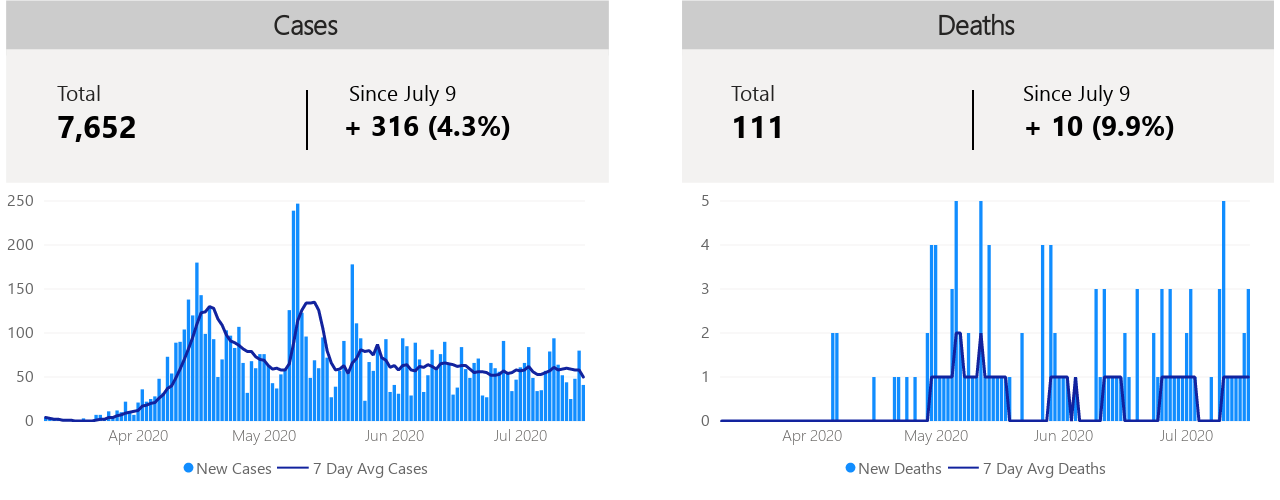 Cases
Total
7,652
Since July 9
+ 316 (4.3%)
250
200
150
100
50
0
Apr 2020 May 2020 Jun 2020 Jul 2020
New Cases 7 Day Avg Cases
Deaths
Total
111
Since July 9
+ 10 (9.9%)
5
4
3
2
1
0
Apr 2020 May 2020 Jun 2020 Jul 2020
New Deaths 7 Day Avg Deaths